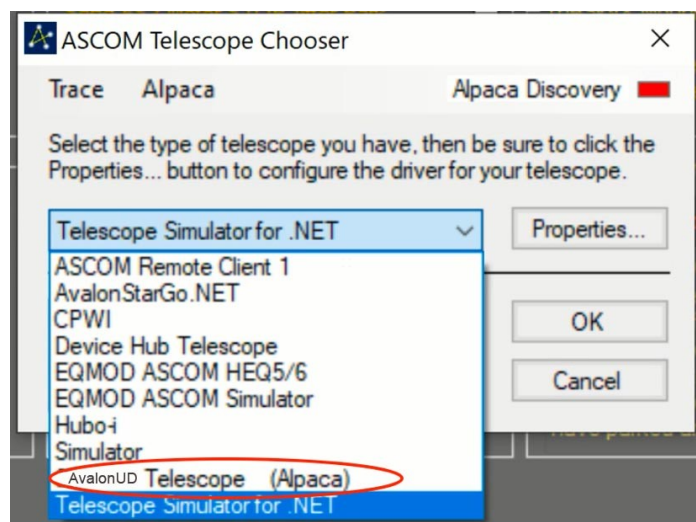 ASCOM Telescope Chooser
Trace Alpaca Alpaca Discovery
Select the type of telescope you have, then be sure to click the
Properties... button to configure the driver for your telescope.
Telescope Simulator for .NET Properties...
ASCOM Remote Client 1
AvalonStarGo.NET
CPWI
OK
Device Hub Telescope
EQMOD ASCOM HEQ5/6
EQMOD ASCOM Simulator
Cancel
Hubo-i
Simulator
AvalonUD Telescope (Alpaca)
Telescope Simulator for .NET